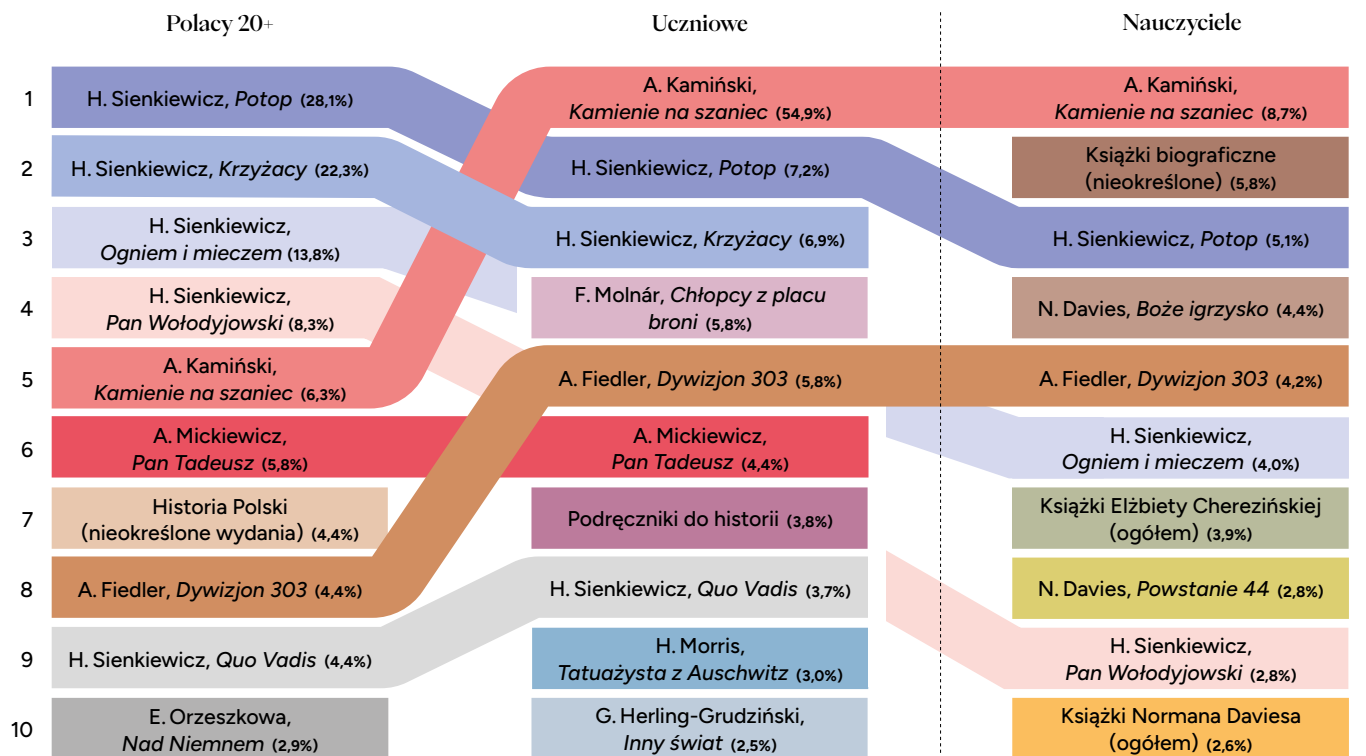 Polacy 20+
Uczniowe
Nauczyciele
1
H. Sienkiewicz, Potop (28,1%)
A. Kamiński,
Kamienie na szaniec (54,9%)
A. Kamiński,
Kamienie na szaniec (8,7%)
2
H. Sienkiewicz, Krzyżacy (22,3%)
H. Sienkiewicz, Potop (7,2%)
Książki biograficzne
(nieokreślone) (5,8%)
3
H. Sienkiewicz,
Ogniem i mieczem (13,8%)
H. Sienkiewicz, Krzyżacy (6,9%)
H. Sienkiewicz, Potop (5,1%)
4
H. Sienkiewicz,
Pan Wołodyjowski (8,3%)
F. Molnár, Chłopcy z placu
broni (5,8%)
N. Davies, Boże igrzysko (4,4%)
5
A. Kamiński,
Kamienie na szaniec (6,3%)
A. Fiedler, Dywizjon 303 (5,8%)
A. Fiedler, Dywizjon 303 (4,2%)
6
A. Mickiewicz,
Pan Tadeusz (5,8%)
A. Mickiewicz,
Pan Tadeusz (4,4%)
H. Sienkiewicz,
Ogniem i mieczem (4,0%)
7
Historia Polski
(nieokreślone wydania) (4,4%)
Podręczniki do historii (3,8%)
Książki Elżbiety Cherezińskiej
(ogółem) (3,9%)
8
A. Fiedler, Dywizjon 303 (4,4%)
H. Sienkiewicz, Quo Vadis (3,7%)
N. Davies, Powstanie 44 (2,8%)
9
H. Sienkiewicz, Quo Vadis (4,4%)
H. Morris,
Tatuażysta z Auschwitz (3,0%)
H. Sienkiewicz,
Pan Wołodyjowski (2,8%)
10
E. Orzeszkowa,
Nad Niemnem (2,9%)
G. Herling-Grudziński,
Inny świat (2,5%)
Książki Normana Daviesa
(ogółem) (2,6%)